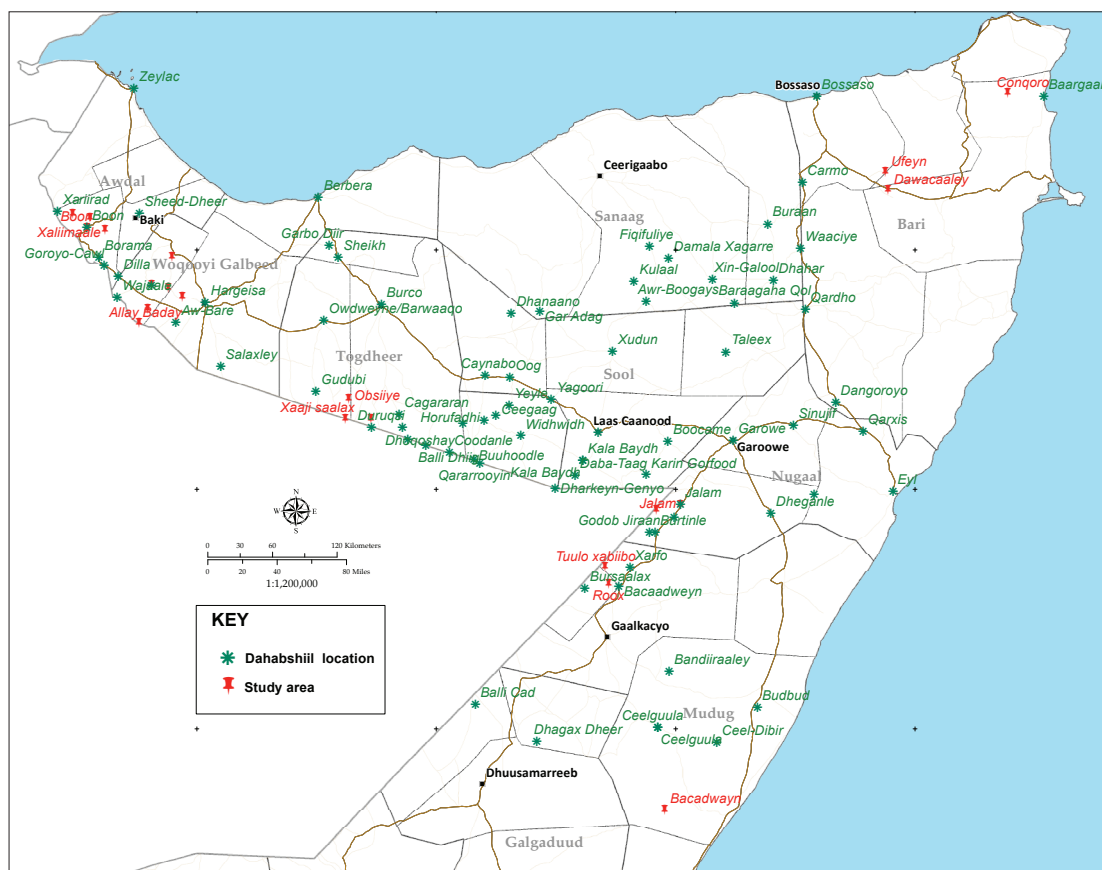 Zeylac
Conqoro
Baargaal
Bossaso
Bossaso
Ceerigaabo
Ufeyn
Dawacaaley
Carmo
Awdal
Xariirad
Sheed-Dheer
Berbera
Boon
Boon
Baki
Sanaag
Buraan
Bari
Xaliimaale
Garbo Diir
Fiqifuliye
Damala Xagarre
Waaciye
Borama
Sheikh
Goroyo-Cawl
Woqooyi Galbeed
Dilla
Kulaal
Xin-Galool
Dhahar
Wajaale
Hargeisa
Burco
Awr-Boogays
Baraagaha Qol
Qardho
Allay Baday
Aw-Bare
Owdweyne/Barwaaqo
Dhanaano
Gar Adag
Salaxley
Togdheer
Xudun
Taleex
Caynabo
Oog
Sool
Gudubi
Obsiiye
Yeyle
Yagoori
Dangoroyo
Xaaji saalax
Duruqsi
Cagararan
Horufadhi
Ceegaag
Widhwidh
Laas Caanood
Boocame
Garowe
Sinujif
Qarxis
Dhoqoshay
Coodanle
Garoowe
Balli Dhiig
Buuhoodle
Kala Baydh
Qararrooyin
Kala Baydh
Daba-Taag
Karin Gorfood
Nugaal
Eyl
Dharkeyn-Genyo
Jalam
Jalam
Dheganle
Godob Jiraan
Burtinle
N
W
E
S
Tuulo xabiibo
Xarfo
0 30 60 120 Kilometers
0 20 40 80 Miles
1:1,200,000
Bursaalax
Roox
Bacaadweyn
KEY
Dahabshiil location
Study area
Gaalkacyo
Bandiiraaley
Balli Cad
Budbud
Mudug
Ceelguula
Dhagax Dheer
Ceelguula
Ceel-Dibir
Dhuusamarreeb
Bacadwayn
Galgaduud